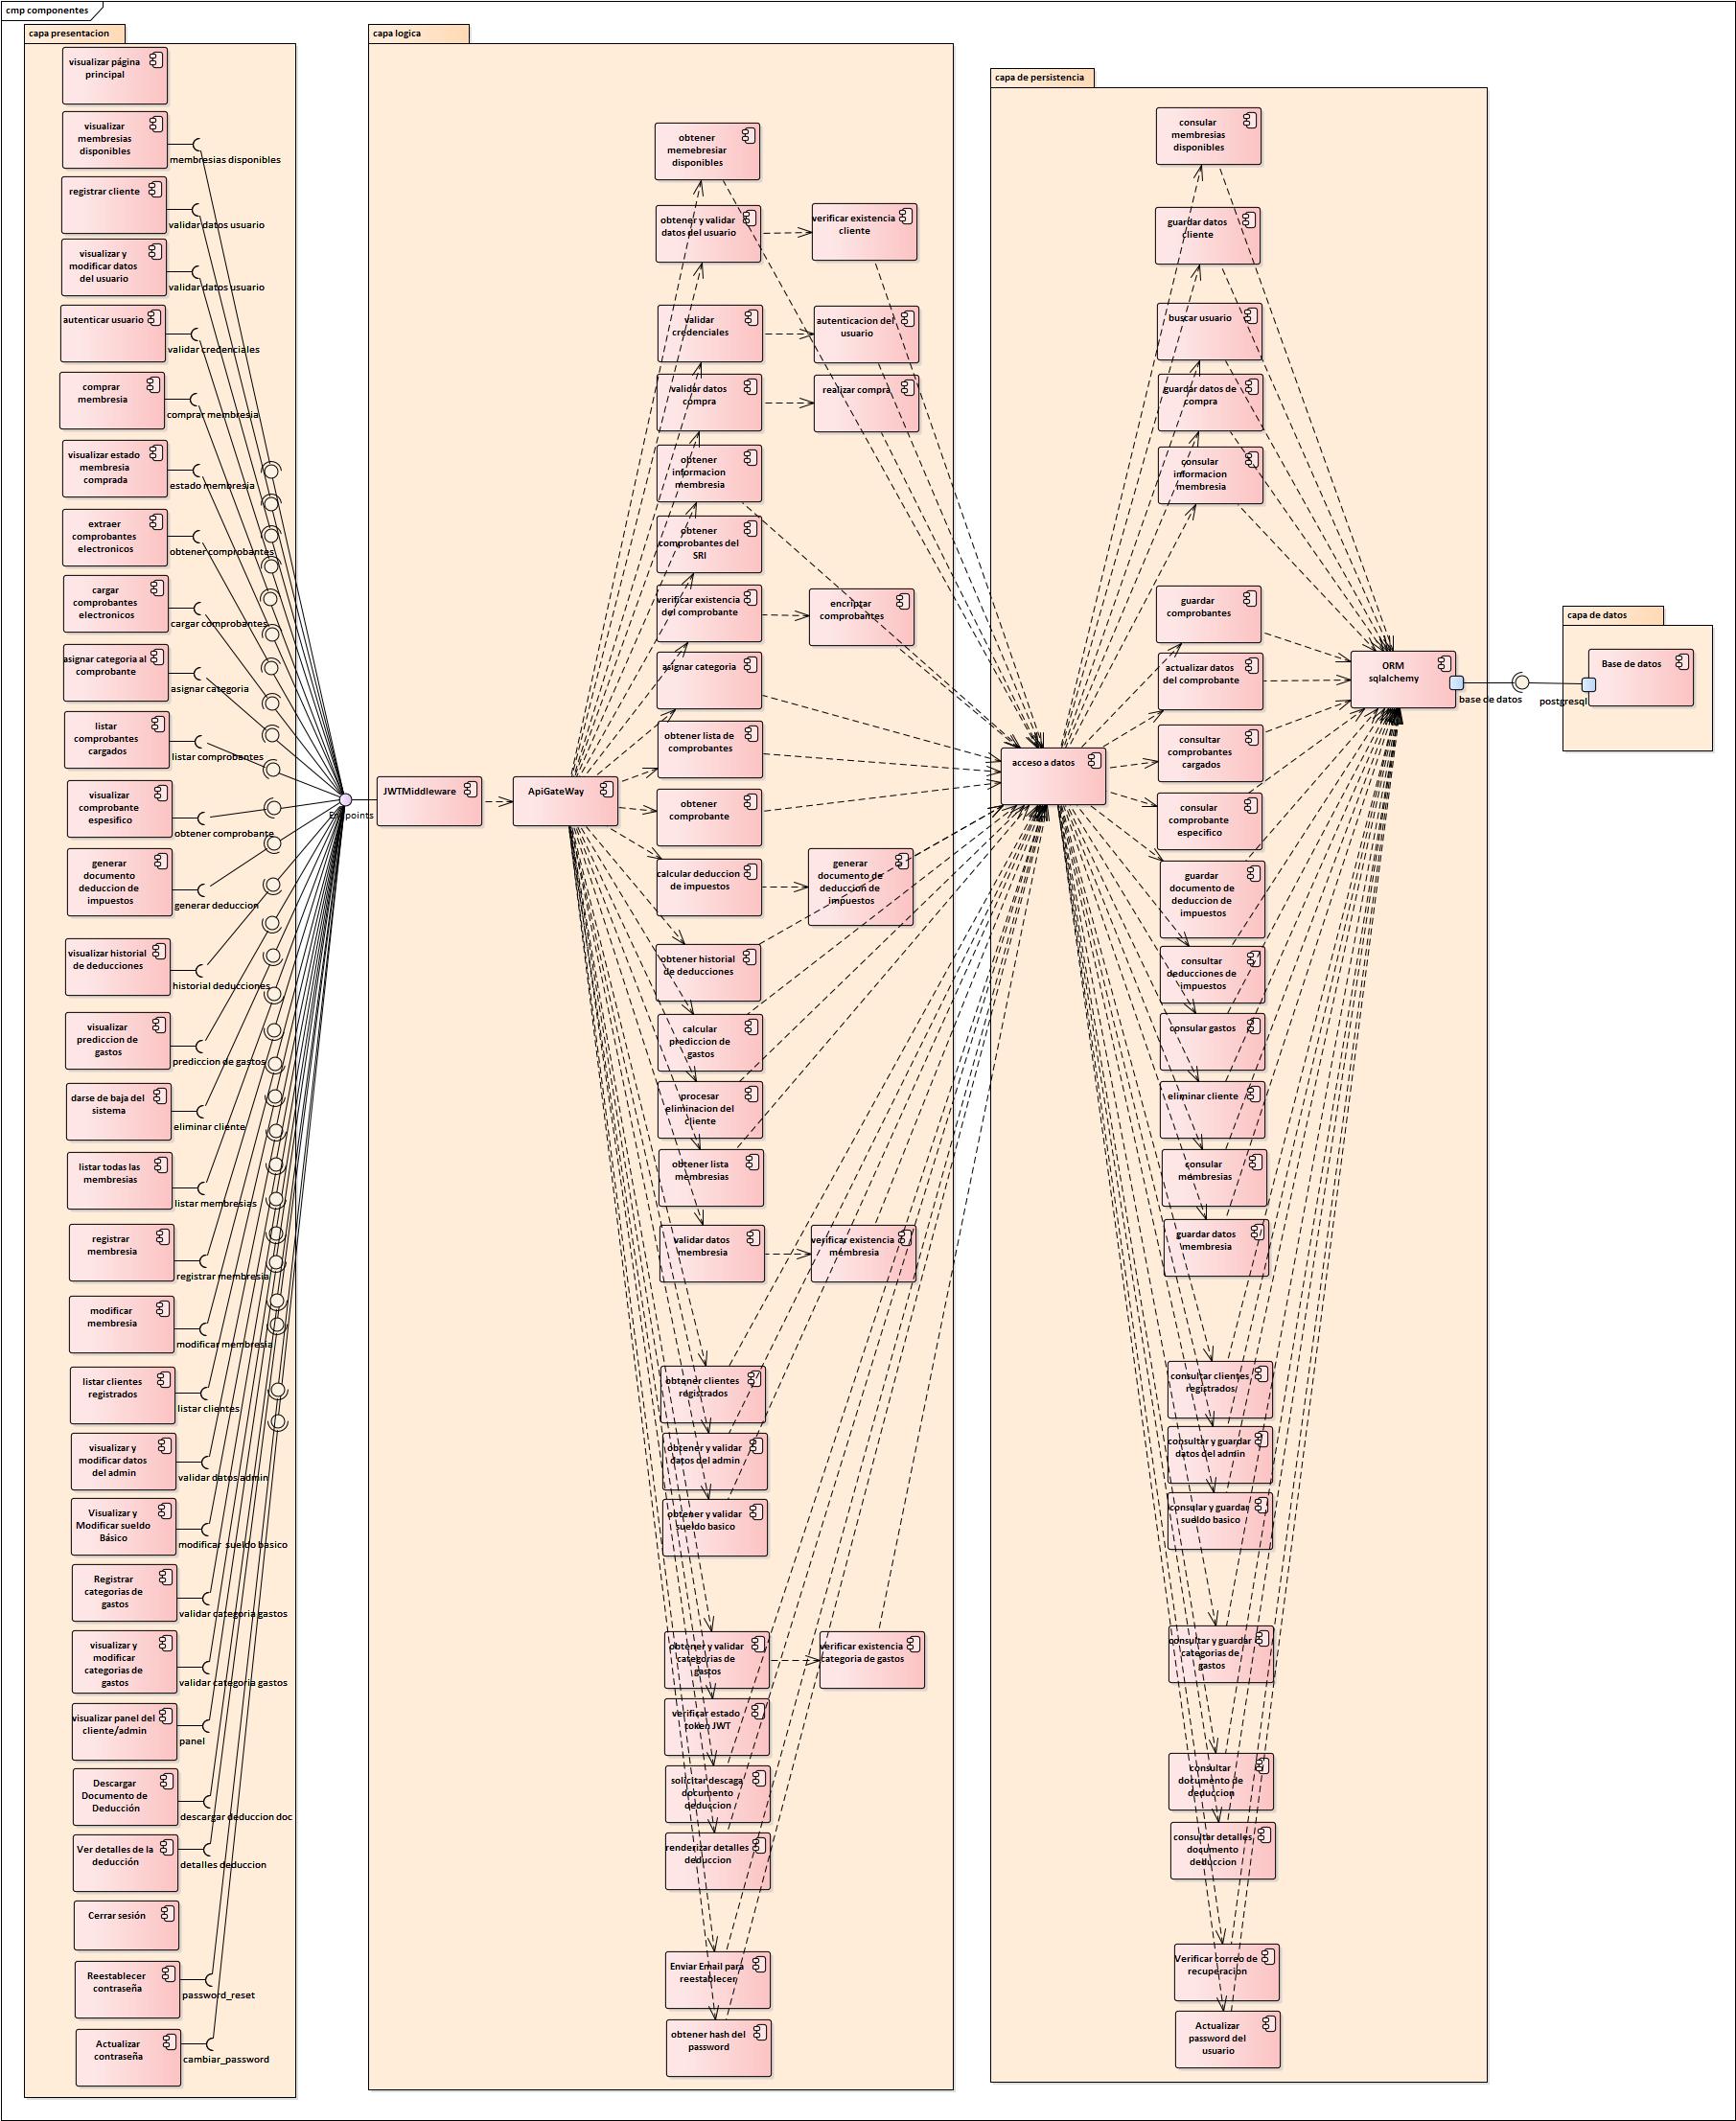 cmp componentes
capa presentacion
visualizar página
principal
visualizar
membresias
disponibles
membresias disponibles
registrar cliente
validar datos usuario
visualizar y
modificar datos
del usuario
validar datos usuario
autenticar usuario
validar credenciales
comprar
membresia
comprar membresia
visualizar estado
membresia
comprada
estado membresia
extraer
comprobantes
electronicos
obtener comprobantes
cargar
comprobantes
electronicos
cargar comprobantes
asignar categoria al
comprobante
asignar categoria
listar
comprobantes
cargados
listar comprobantes
visualizar
comprobante
espesifico
obtener comprobante
generar
documento
deduccion de
impuestos
generar deduccion
visualizar historial
de deducciones
historial deducciones
visualizar
prediccion de
gastos
prediccion de gastos
darse de baja del
sistema
eliminar cliente
listar todas las
membresias
listar membresias
registrar
membresia
registrar membresia
modificar
membresia
modificar membresia
listar clientes
registrados
listar clientes
visualizar y
modificar datos
del admin
validar datos admin
Visualizar y
Modificar sueldo
Básico
modificar sueldo basico
Registrar
categorias de
gastos
validar categoria gastos
visualizar y
modificar
categorias de
gastos
validar categoria gastos
visualizar panel del
cliente/admin
panel
Descargar
Documento de
Deducción
descargar deduccion doc
Ver detalles de la
deducción
detalles deduccion
Cerrar sesión
Reestablecer
contraseña
password_reset
Actualizar
contraseña
cambiar_password
Endpoints
capa logica
JWTMiddleware
ApiGateWay
obtener
memebresiar
disponibles
obtener y validar
datos del usuario
verificar existencia
cliente
validar
credenciales
autenticacion del
usuario
validar datos
compra
realizar compra
obtener
informacion
membresia
obtener
comprobantes del
SRI
verificar existencia
del comprobante
encriptar
comprobantes
asignar categoria
obtener lista de
comprobantes
obtener
comprobante
calcular deduccion
de impuestos
generar
documento de
deduccion de
impuestos
obtener historial
de deducciones
calcular
prediccion de
gastos
procesar
eliminacion del
cliente
obtener lista
membresias
validar datos
membresia
verificar existencia
membresia
obtener clientes
registrados
obtener y validar
datos del admin
obtener y validar
sueldo basico
obtener y validar
categorias de
gastos
verificar existencia
categoria de gastos
verificar estado
token JWT
solicitar descaga
documento
deduccion
renderizar detalles
deduccion
Enviar Email para
reestablecer
obtener hash del
password
capa de persistencia
acceso a datos
consular
membresias
disponibles
guardar datos
cliente
buscar usuario
guardar datos de
compra
consular
informacion
membresia
guardar
comprobantes
actualizar datos
del comprobante
consultar
comprobantes
cargados
consular
comprobante
especifico
guardar
documento de
deduccion de
impuestos
consultar
deducciones de
impuestos
consular gastos
eliminar cliente
consular
membresias
guardar datos
membresia
consultar clientes
registrados
consultar y guardar
datos del admin
consular y guardar
sueldo basico
consultar y guardar
categorias de
gastos
consultar
documento de
deduccion
consultar detalles
documento
deduccion
Verificar correo de
recuperacion
Actualizar
password del
usuario
ORM
sqlalchemy
base de datos
capa de datos
Base de datos
postgresql